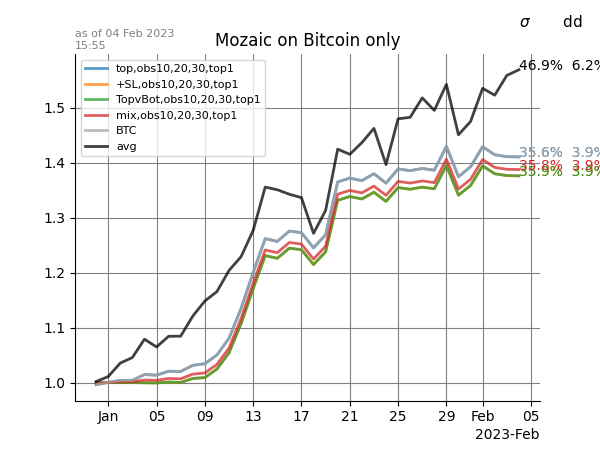 σ dd
as of 04 Feb 2023
15:55
Mozaic on Bitcoin only
46.9% 6.2%
top,obs10,20,30,top1
+SL,obs10,20,30,top1
TopvBot,obs10,20,30,top1
mix,obs10,20,30,top1
BTC
avg
35.6% 3.9%
35.8% 3.9%
35.9% 3.9%
1.5
1.4
1.3
1.2
1.1
1.0
Jan 05 09 13 17 21 25 29 Feb 05
2023-Feb